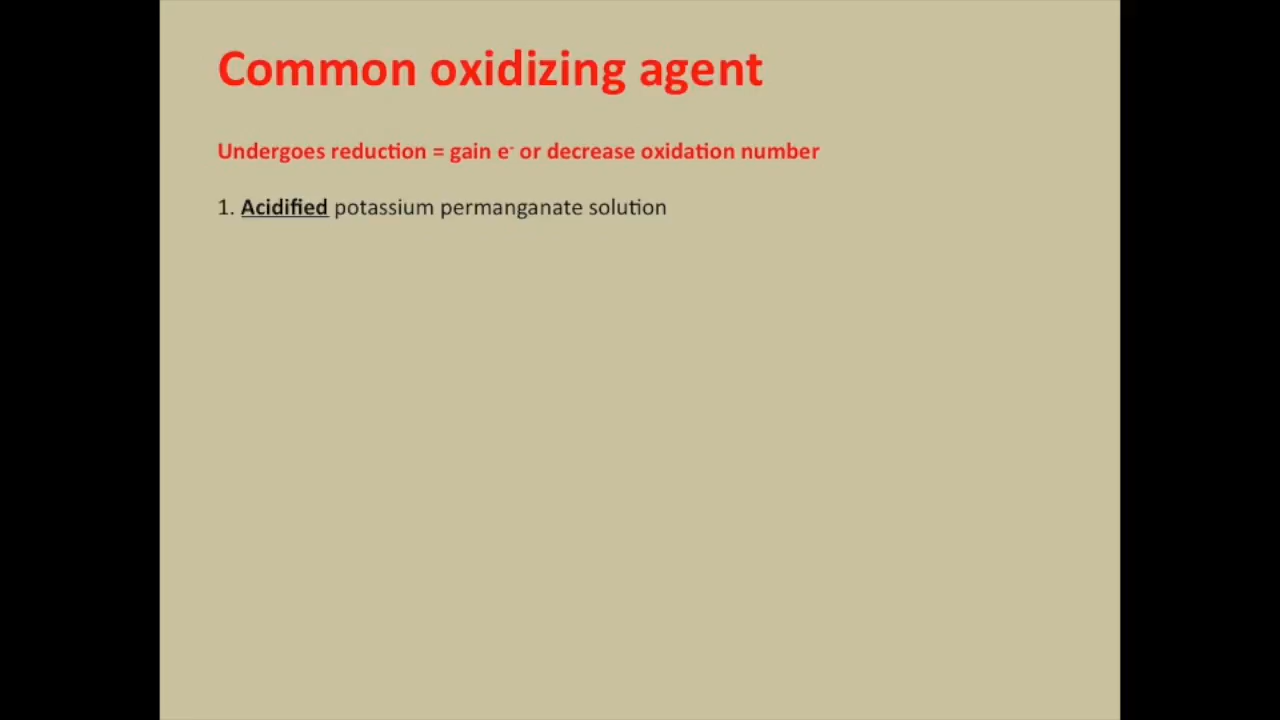 Common oxidizing agent
Undergoes reduction = gain e⁻ or decrease oxidation number
1. Acidified potassium permanganate solution